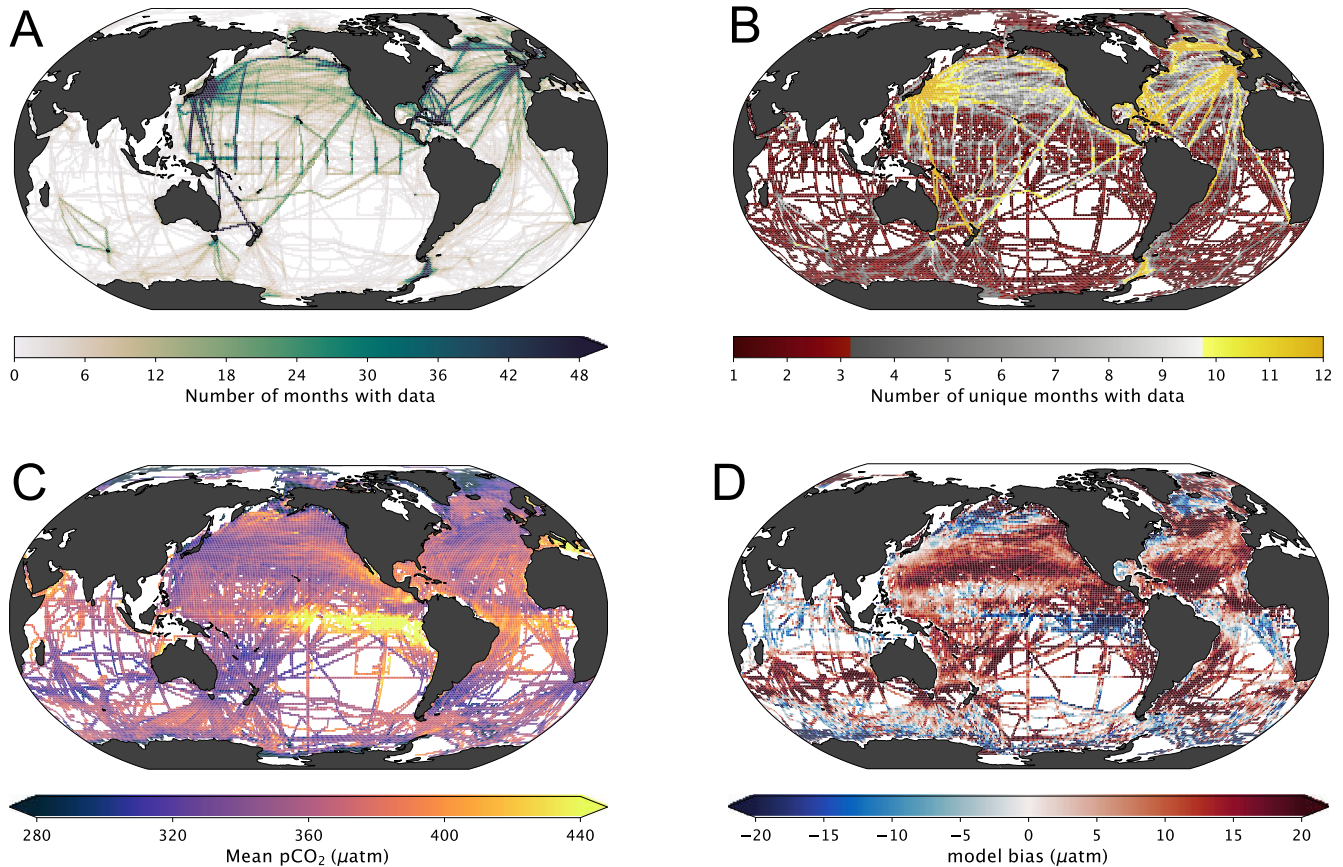 A
B
0 6 12 18 24 30 36 42 48
Number of months with data
1 2 3 4 5 6 7 8 9 10 11 12
Number of unique months with data
C
D
280 320 360 400 440
Mean pCO₂ (μatm)
−20 −15 −10 −5 0 5 10 15 20
model bias (μatm)